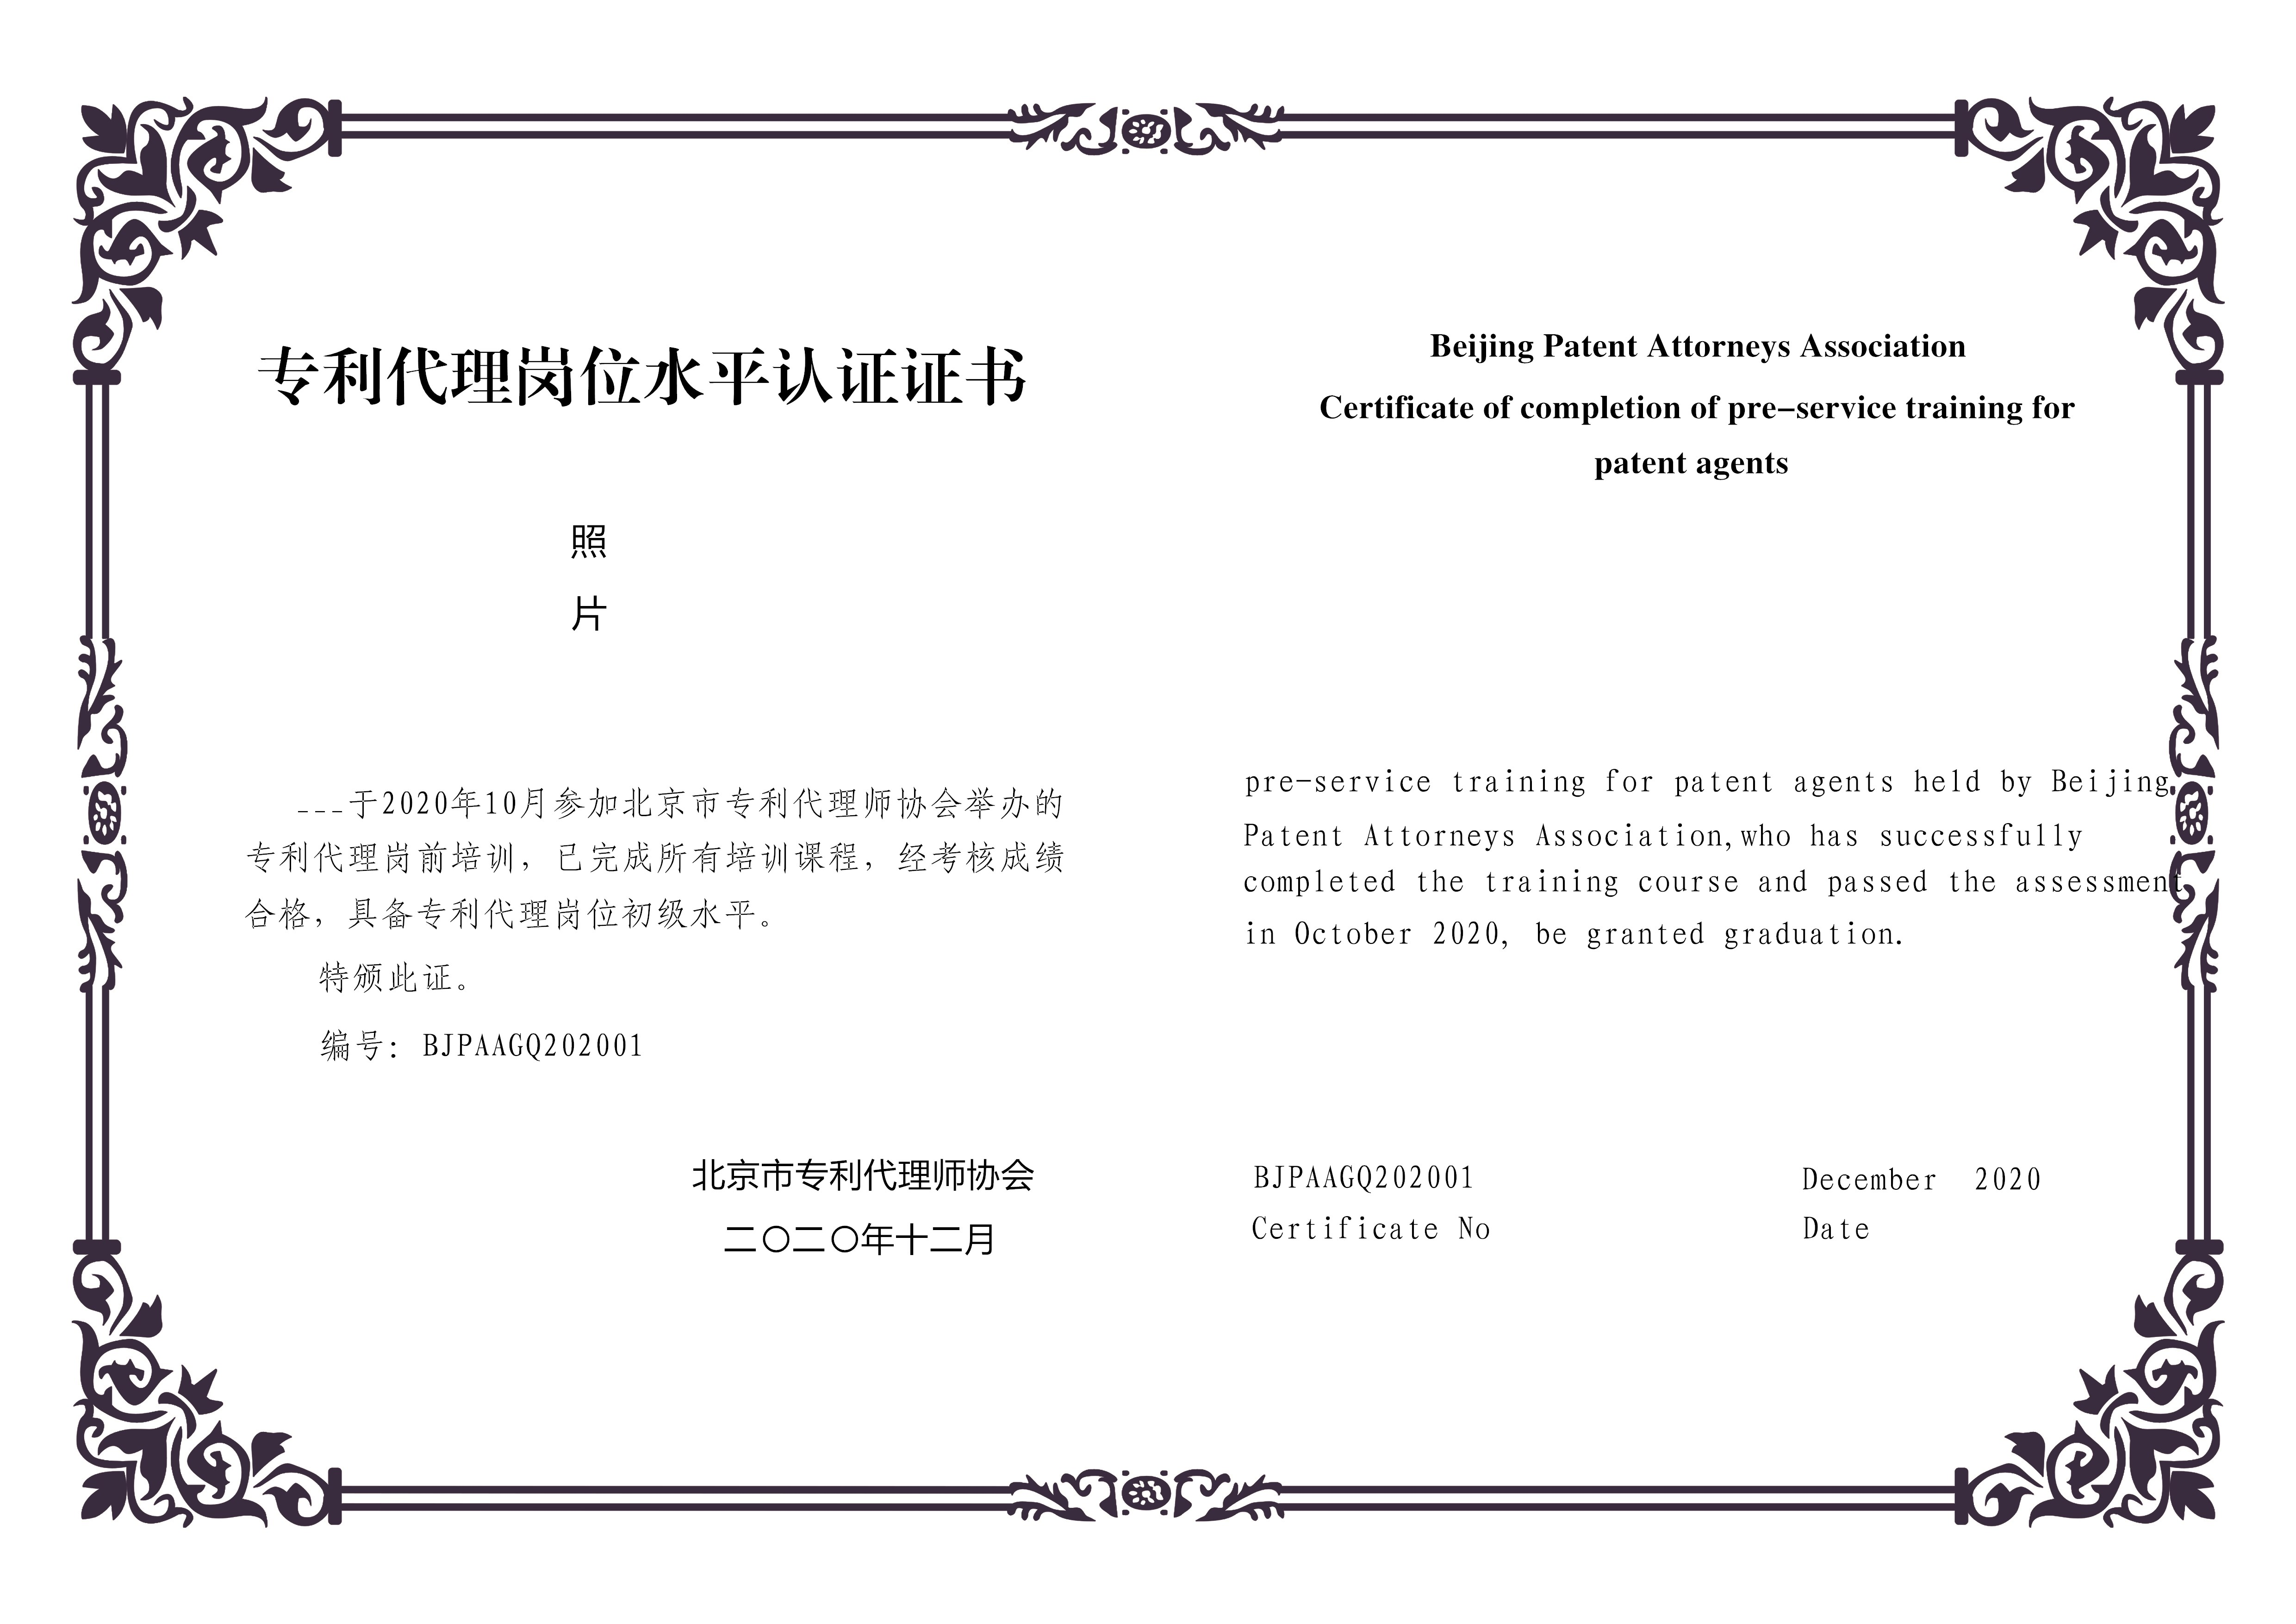 专利代理岗位水平认证证书
照
片
___于2020年10月参加北京市专利代理师协会举办的
专利代理岗前培训，已完成所有培训课程，经考核成绩
合格，具备专利代理岗位初级水平。
特颁此证。
编号：BJPAAGQ202001
北京市专利代理师协会
二〇二〇年十二月
Beijing Patent Attorneys Association
Certificate of completion of pre-service training for
patent agents
pre-service training for patent agents held by Beijing
Patent Attorneys Association,who has successfully
completed the training course and passed the assessment
in October 2020, be granted graduation.
BJPAAGQ202001
Certificate No
December 2020
Date